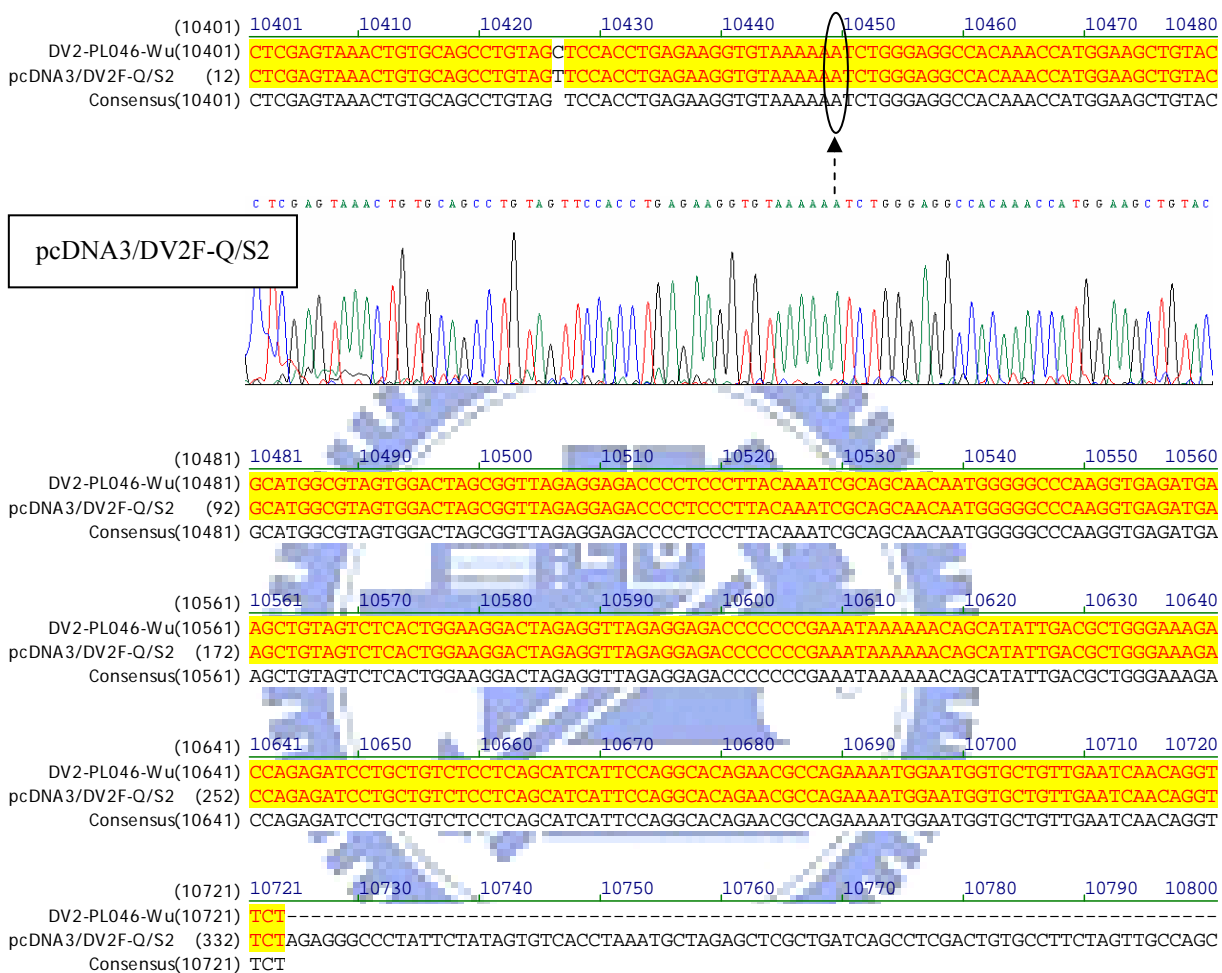 (10401) 10401 10410 10420 10430 10440 10450 10460 10470 10480
DV2-PL046-Wu(10401) CTCGAGTAAACTGTGCAGCCTGTAGCTCCACCTGAGAAGGTGTAAAAAATCTGGGAGGCCACAAACCATGGAAGCTGTAC
pcDNA3/DV2F-Q/S2 (12) CTCGAGTAAACTGTGCAGCCTGTAGTTCCACCTGAGAAGGTGTAAAAAATCTGGGAGGCCACAAACCATGGAAGCTGTAC
Consensus(10401) CTCGAGTAAACTGTGCAGCCTGTAG TCCACCTGAGAAGGTGTAAAAAATCTGGGAGGCCACAAACCATGGAAGCTGTAC
C T C G A G T A A A C T G T G C A G C C T G T A G T T C C A C C T G A G A A G G T G T A A A A A A T C T G G G A G G C C A C A A A C C A T G G A A G C T G T A C
pcDNA3/DV2F-Q/S2
(10481) 10481 10490 10500 10510 10520 10530 10540 10550 10560
DV2-PL046-Wu(10481) GCATGGCGTAGTGGACTAGCGGTTAGAGGAGACCCCTCCCTTACAAATCGCAGCAACAATGGGGGCCCAAGGTGAGATGA
pcDNA3/DV2F-Q/S2 (92) GCATGGCGTAGTGGACTAGCGGTTAGAGGAGACCCCTCCCTTACAAATCGCAGCAACAATGGGGGCCCAAGGTGAGATGA
Consensus(10481) GCATGGCGTAGTGGACTAGCGGTTAGAGGAGACCCCTCCCTTACAAATCGCAGCAACAATGGGGGCCCAAGGTGAGATGA
(10561) 10561 10570 10580 10590 10600 10610 10620 10630 10640
DV2-PL046-Wu(10561) AGCTGTAGTCTCACTGGAAGGACTAGAGGTTAGAGGAGACCCCCCCGAAATAAAAAACAGCATATTGACGCTGGGAAAGA
pcDNA3/DV2F-Q/S2 (172) AGCTGTAGTCTCACTGGAAGGACTAGAGGTTAGAGGAGACCCCCCCGAAATAAAAAACAGCATATTGACGCTGGGAAAGA
Consensus(10561) AGCTGTAGTCTCACTGGAAGGACTAGAGGTTAGAGGAGACCCCCCCGAAATAAAAAACAGCATATTGACGCTGGGAAAGA
(10641) 10641 10650 10660 10670 10680 10690 10700 10710 10720
DV2-PL046-Wu(10641) CCAGAGATCCTGCTGTCTCCTCAGCATCATTCCAGGCACAGAACGCCAGAAAATGGAATGGTGCTGTTGAATCAACAGGT
pcDNA3/DV2F-Q/S2 (252) CCAGAGATCCTGCTGTCTCCTCAGCATCATTCCAGGCACAGAACGCCAGAAAATGGAATGGTGCTGTTGAATCAACAGGT
Consensus(10641) CCAGAGATCCTGCTGTCTCCTCAGCATCATTCCAGGCACAGAACGCCAGAAAATGGAATGGTGCTGTTGAATCAACAGGT
(10721) 10721 10730 10740 10750 10760 10770 10780 10790 10800
DV2-PL046-Wu(10721) TCT-----------------------------------------------------------------------------
pcDNA3/DV2F-Q/S2 (332) TCTAGAGGGCCCTATTCTATAGTGTCACCTAAATGCTAGAGCTCGCTGATCAGCCTCGACTGTGCCTTCTAGTTGCCAGC
Consensus(10721) TCT